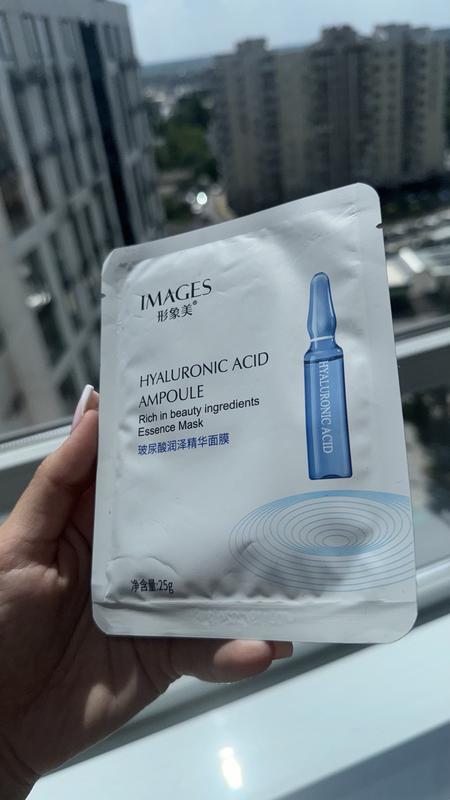 IMAGES
形象美®
HYALURONIC ACID
AMPOULE
Rich in beauty ingredients
Essence Mask
玻尿酸润泽精华面膜
HYALURONIC ACID
净含量:25g